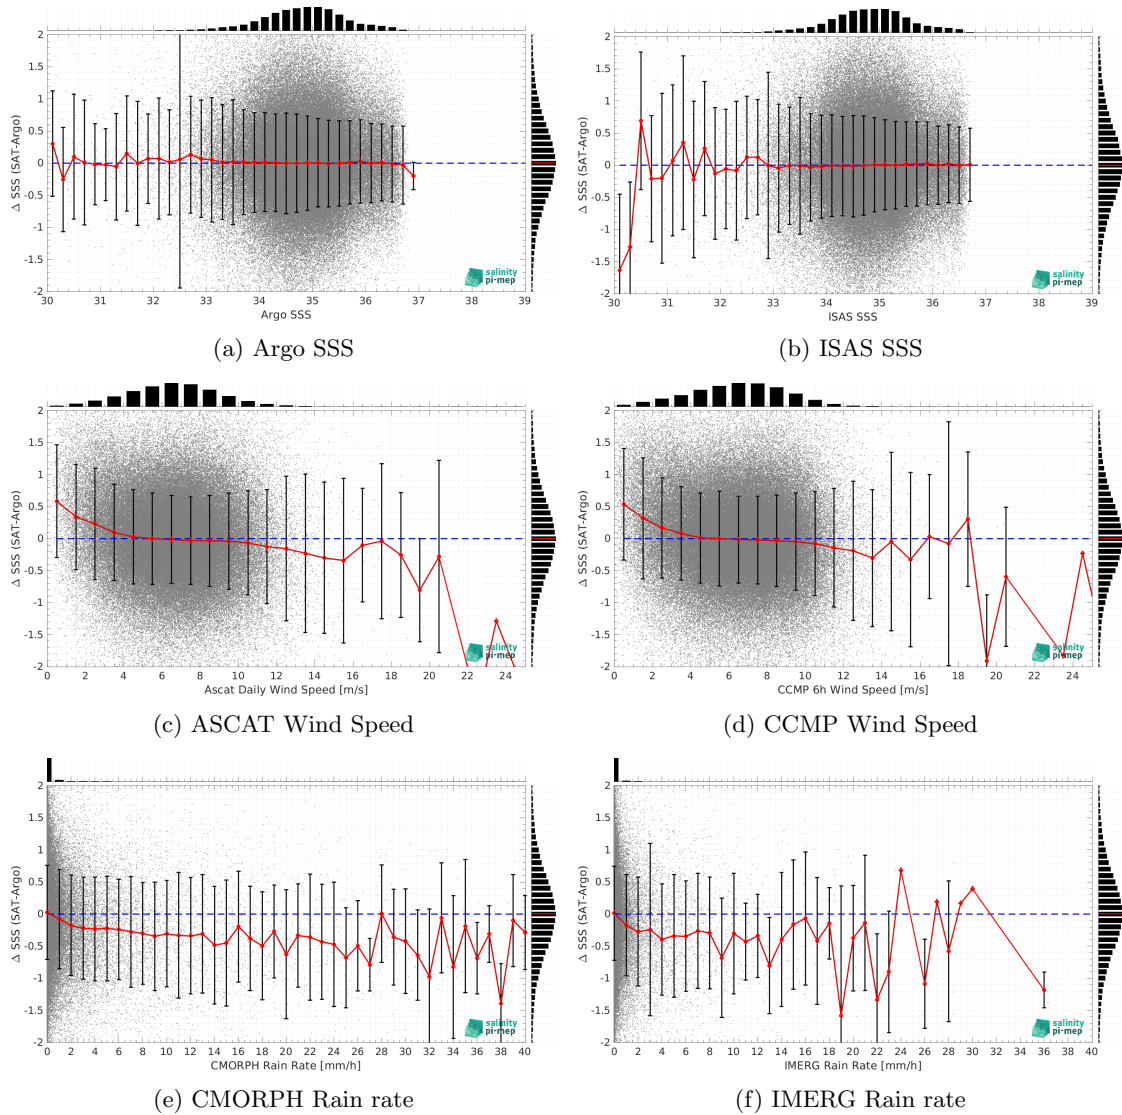 2
1.5
1
0.5
0
-0.5
-1
-1.5
-2
Δ SSS (SAT-Argo)
30 31 32 33 34 35 36 37 38 39
Argo SSS
salinity
pi-mep
(a) Argo SSS
2
1.5
1
0.5
0
-0.5
-1
-1.5
-2
Δ SSS (SAT-Argo)
30 31 32 33 34 35 36 37 38 39
ISAS SSS
salinity
pi-mep
(b) ISAS SSS
2
1.5
1
0.5
0
-0.5
-1
-1.5
-2
Δ SSS (SAT-Argo)
0 2 4 6 8 10 12 14 16 18 20 22 24
Ascat Daily Wind Speed [m/s]
salinity
pi-mep
(c) ASCAT Wind Speed
2
1.5
1
0.5
0
-0.5
-1
-1.5
-2
Δ SSS (SAT-Argo)
0 2 4 6 8 10 12 14 16 18 20 22 24
CCMP 6h Wind Speed [m/s]
salinity
pi-mep
(d) CCMP Wind Speed
2
1.5
1
0.5
0
-0.5
-1
-1.5
-2
Δ SSS (SAT-Argo)
0 2 4 6 8 10 12 14 16 18 20 22 24 26 28 30 32 34 36 38 40
CMORPH Rain Rate [mm/h]
salinity
pi-mep
(e) CMORPH Rain rate
2
1.5
1
0.5
0
-0.5
-1
-1.5
-2
Δ SSS (SAT-Argo)
0 2 4 6 8 10 12 14 16 18 20 22 24 26 28 30 32 34 36 38 40
IMERG Rain Rate [mm/h]
salinity
pi-mep
(f) IMERG Rain rate